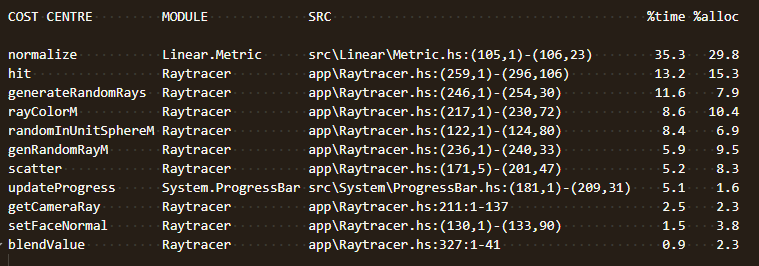 COST CENTRE MODULE SRC %time %alloc
normalize Linear.Metric src\Linear\Metric.hs:(105,1)-(106,23) 35.3 29.8
hit Raytracer app\Raytracer.hs:(259,1)-(296,106) 13.2 15.3
generateRandomRays Raytracer app\Raytracer.hs:(246,1)-(254,30) 11.6 7.9
rayColorM Raytracer app\Raytracer.hs:(217,1)-(230,72) 8.6 10.4
randomInUnitSphereM Raytracer app\Raytracer.hs:(122,1)-(124,80) 8.4 6.9
genRandomRayM Raytracer app\Raytracer.hs:(236,1)-(240,33) 5.9 9.5
scatter Raytracer app\Raytracer.hs:(171,5)-(201,47) 5.2 8.3
updateProgress System.ProgressBar src\System\ProgressBar.hs:(181,1)-(209,31) 5.1 1.6
getCameraRay Raytracer app\Raytracer.hs:211:1-137 2.5 2.3
setFaceNormal Raytracer app\Raytracer.hs:(130,1)-(133,90) 1.5 3.8
blendValue Raytracer app\Raytracer.hs:327:1-41 0.9 2.3